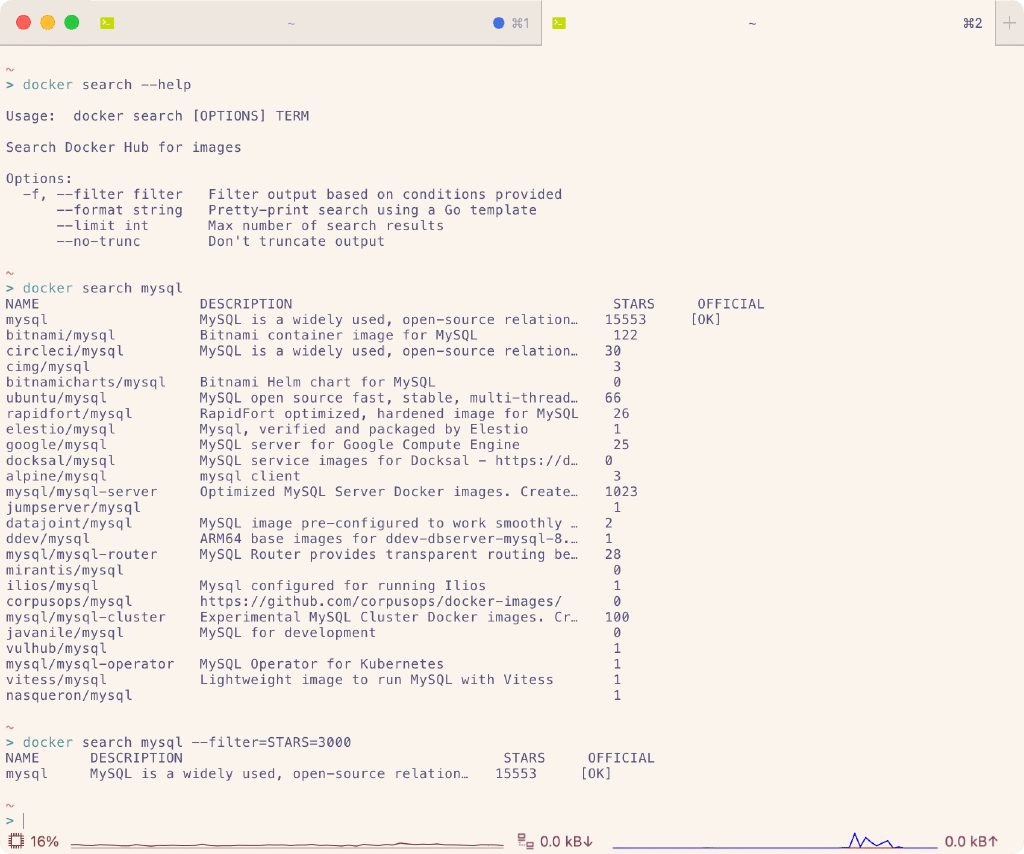 ~ ⌘1 ~ ⌘2
~
> docker search --help
Usage:  docker search [OPTIONS] TERM
Search Docker Hub for images
Options:
  -f, --filter filter   Filter output based on conditions provided
      --format string   Pretty-print search using a Go template
      --limit int       Max number of search results
      --no-trunc        Don't truncate output
~
> docker search mysql
NAME                   DESCRIPTION                                      STARS     OFFICIAL
mysql                  MySQL is a widely used, open-source relation…   15553     [OK]
bitnami/mysql          Bitnami container image for MySQL                122
circleci/mysql         MySQL is a widely used, open-source relation…   30
cimg/mysql                                                              3
bitnamicharts/mysql    Bitnami Helm chart for MySQL                     0
ubuntu/mysql           MySQL open source fast, stable, multi-thread…   66
rapidfort/mysql        RapidFort optimized, hardened image for MySQL    26
elestio/mysql          Mysql, verified and packaged by Elestio          1
google/mysql           MySQL server for Google Compute Engine           25
docksal/mysql          MySQL service images for Docksal - https://d…   0
alpine/mysql           mysql client                                     3
mysql/mysql-server     Optimized MySQL Server Docker images. Create…   1023
jumpserver/mysql                                                        1
datajoint/mysql        MySQL image pre-configured to work smoothly …   2
ddev/mysql             ARM64 base images for ddev-dbserver-mysql-8.…   1
mysql/mysql-router     MySQL Router provides transparent routing be…   28
mirantis/mysql                                                          0
ilios/mysql            Mysql configured for running Ilios               1
corpusops/mysql        https://github.com/corpusops/docker-images/      0
mysql/mysql-cluster    Experimental MySQL Cluster Docker images. Cr…   100
javanile/mysql         MySQL for development                            0
vulhub/mysql                                                            1
mysql/mysql-operator   MySQL Operator for Kubernetes                    1
vitess/mysql           Lightweight image to run MySQL with Vitess       1
nasqueron/mysql                                                         1
~
> docker search mysql --filter=STARS=3000
NAME      DESCRIPTION                                      STARS     OFFICIAL
mysql     MySQL is a widely used, open-source relation…   15553     [OK]
~
>
16% 0.0 kB↓ 0.0 kB↑